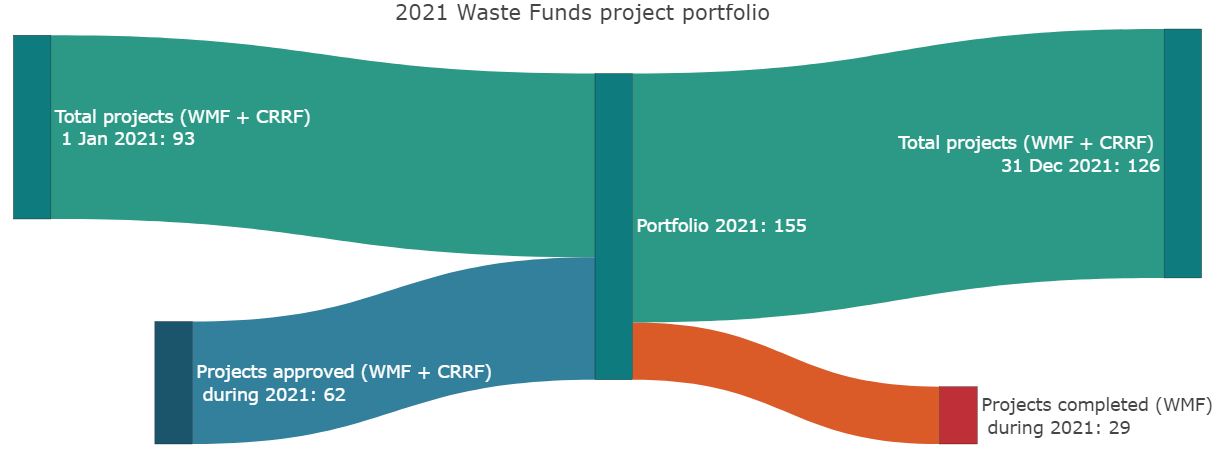 2021 Waste Funds project portfolio
Total projects (WMF + CRRF)
1 Jan 2021: 93
Total projects (WMF + CRRF)
31 Dec 2021: 126
Portfolio 2021: 155
Projects approved (WMF + CRRF)
during 2021: 62
Projects completed (WMF)
during 2021: 29